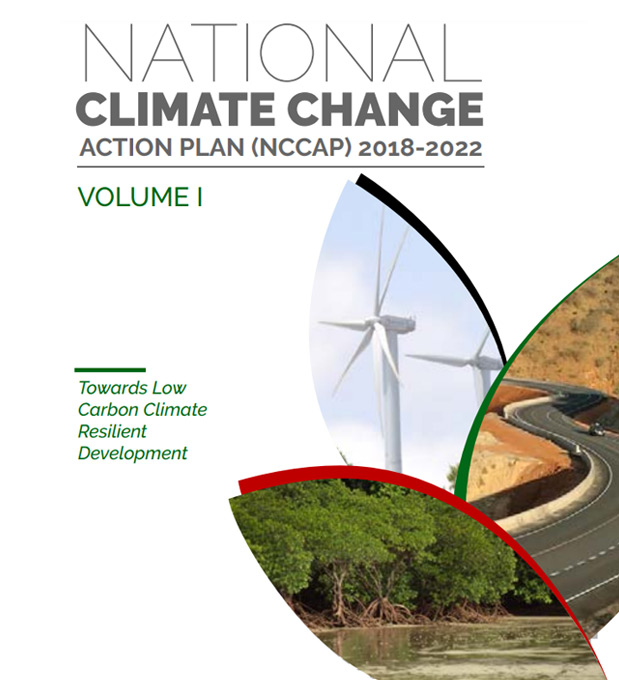 NATIONAL
CLIMATE CHANGE
ACTION PLAN (NCCAP) 2018-2022
VOLUME I
Towards Low
Carbon Climate
Resilient
Development